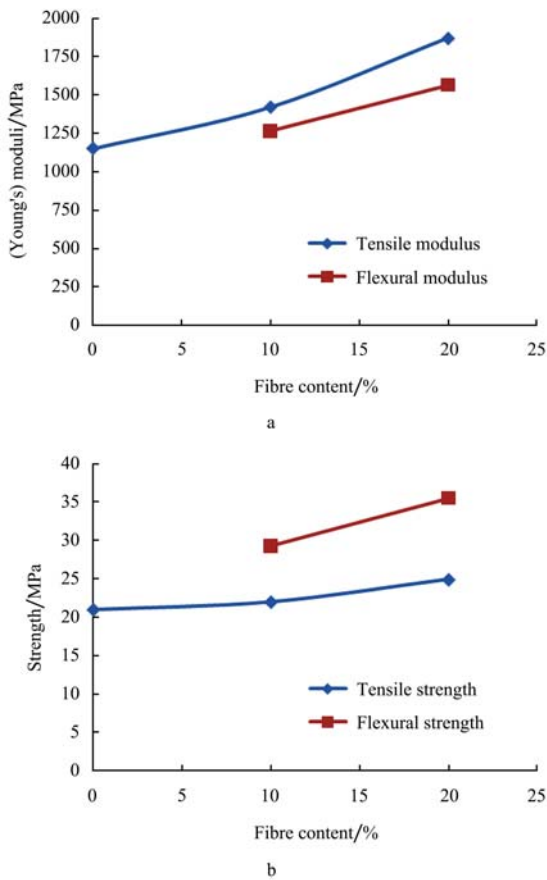 2000
1750
1500
1250
1000
750
500
250
0
(Young's) moduli/MPa
Tensile modulus
Flexural modulus
0 5 10 15 20 25
Fibre content/%
a
40
35
30
25
20
15
10
5
0
Strength/MPa
Tensile strength
Flexural strength
0 5 10 15 20 25
Fibre content/%
b